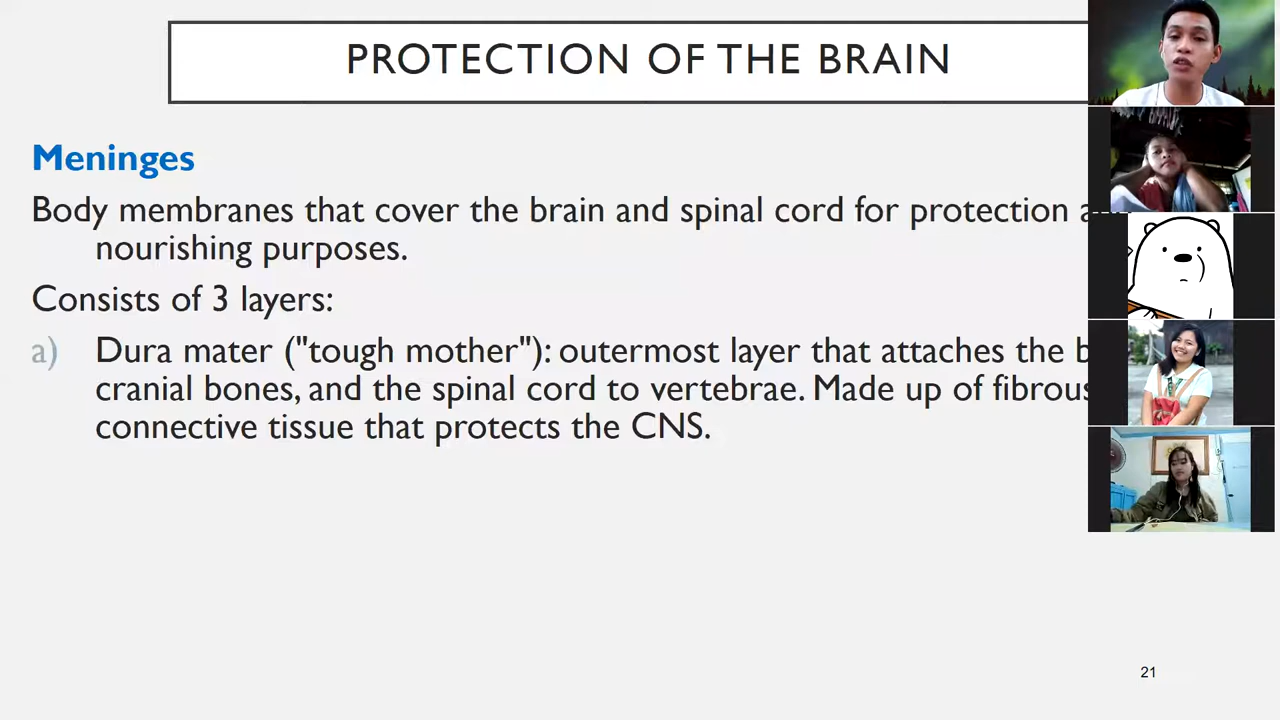 PROTECTION OF THE BRAIN
Meninges
Body membranes that cover the brain and spinal cord for protection
nourishing purposes.
Consists of 3 layers:
a) Dura mater ("tough mother"): outermost layer that attaches the
cranial bones, and the spinal cord to vertebrae. Made up of fibrous
connective tissue that protects the CNS.
21